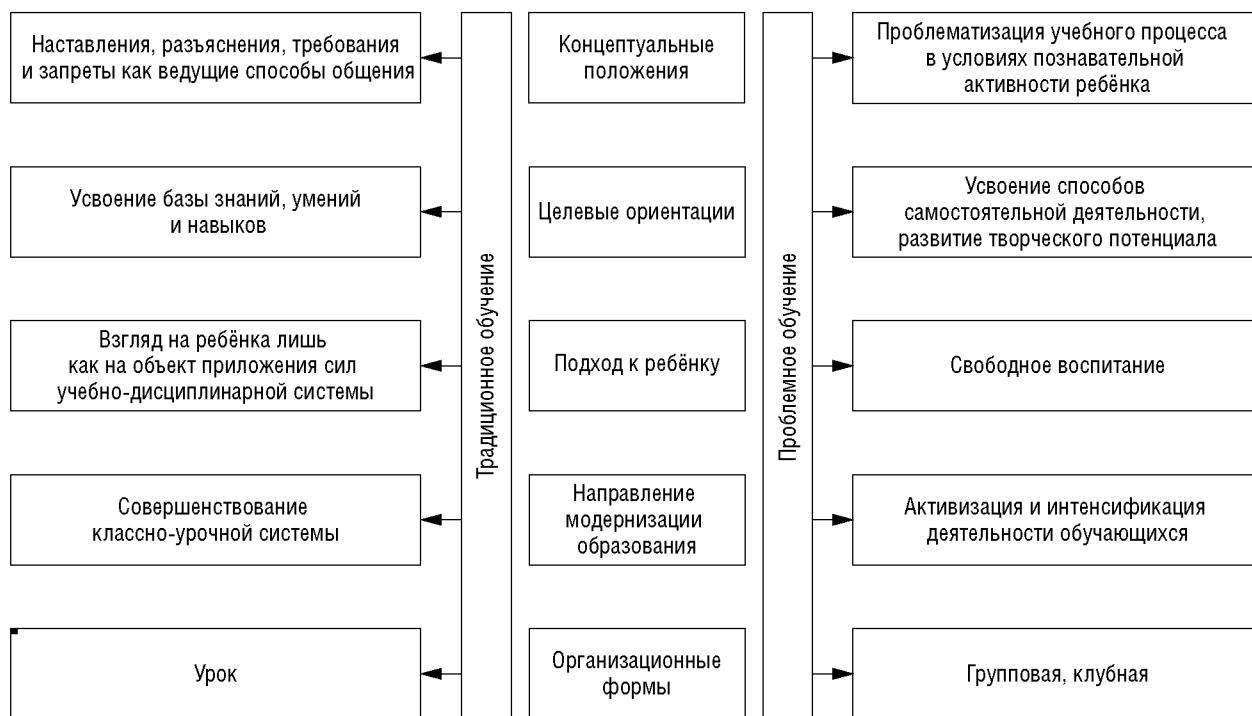 Наставления, разъяснения, требования
и запреты как ведущие способы общения
Концептуальные
положения
Проблематизация учебного процесса
в условиях познавательной
активности ребёнка
Усвоение базы знаний, умений
и навыков
Целевые ориентации
Усвоение способов
самостоятельной деятельности,
развитие творческого потенциала
Традиционное обучение
Проблемное обучение
Взгляд на ребёнка лишь
как на объект приложения сил
учебно-дисциплинарной системы
Подход к ребёнку
Свободное воспитание
Совершенствование
классно-урочной системы
Направление
модернизации
образования
Активизация и интенсификация
деятельности обучающихся
Урок
Организационные
формы
Групповая, клубная